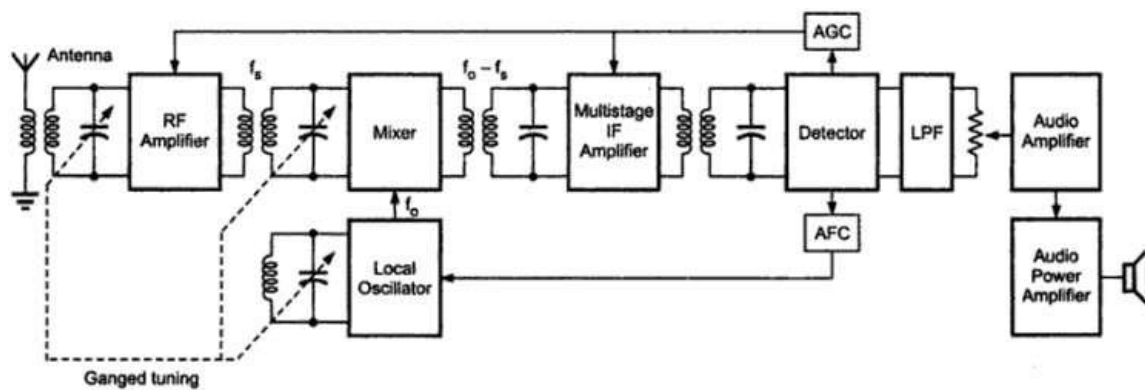 Antenna
RF
Amplifier
fs
Mixer
fo – fs
Multistage
IF
Amplifier
AGC
Detector
LPF
Audio
Amplifier
fo
Local
Oscillator
AFC
Audio
Power
Amplifier
Ganged tuning